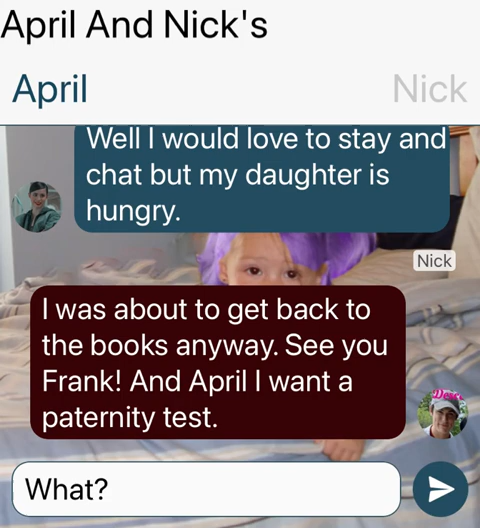 April And Nick's
April Nick
Well I would love to stay and
chat but my daughter is
hungry.
Nick
I was about to get back to
the books anyway. See you
Frank! And April I want a
paternity test.
What?